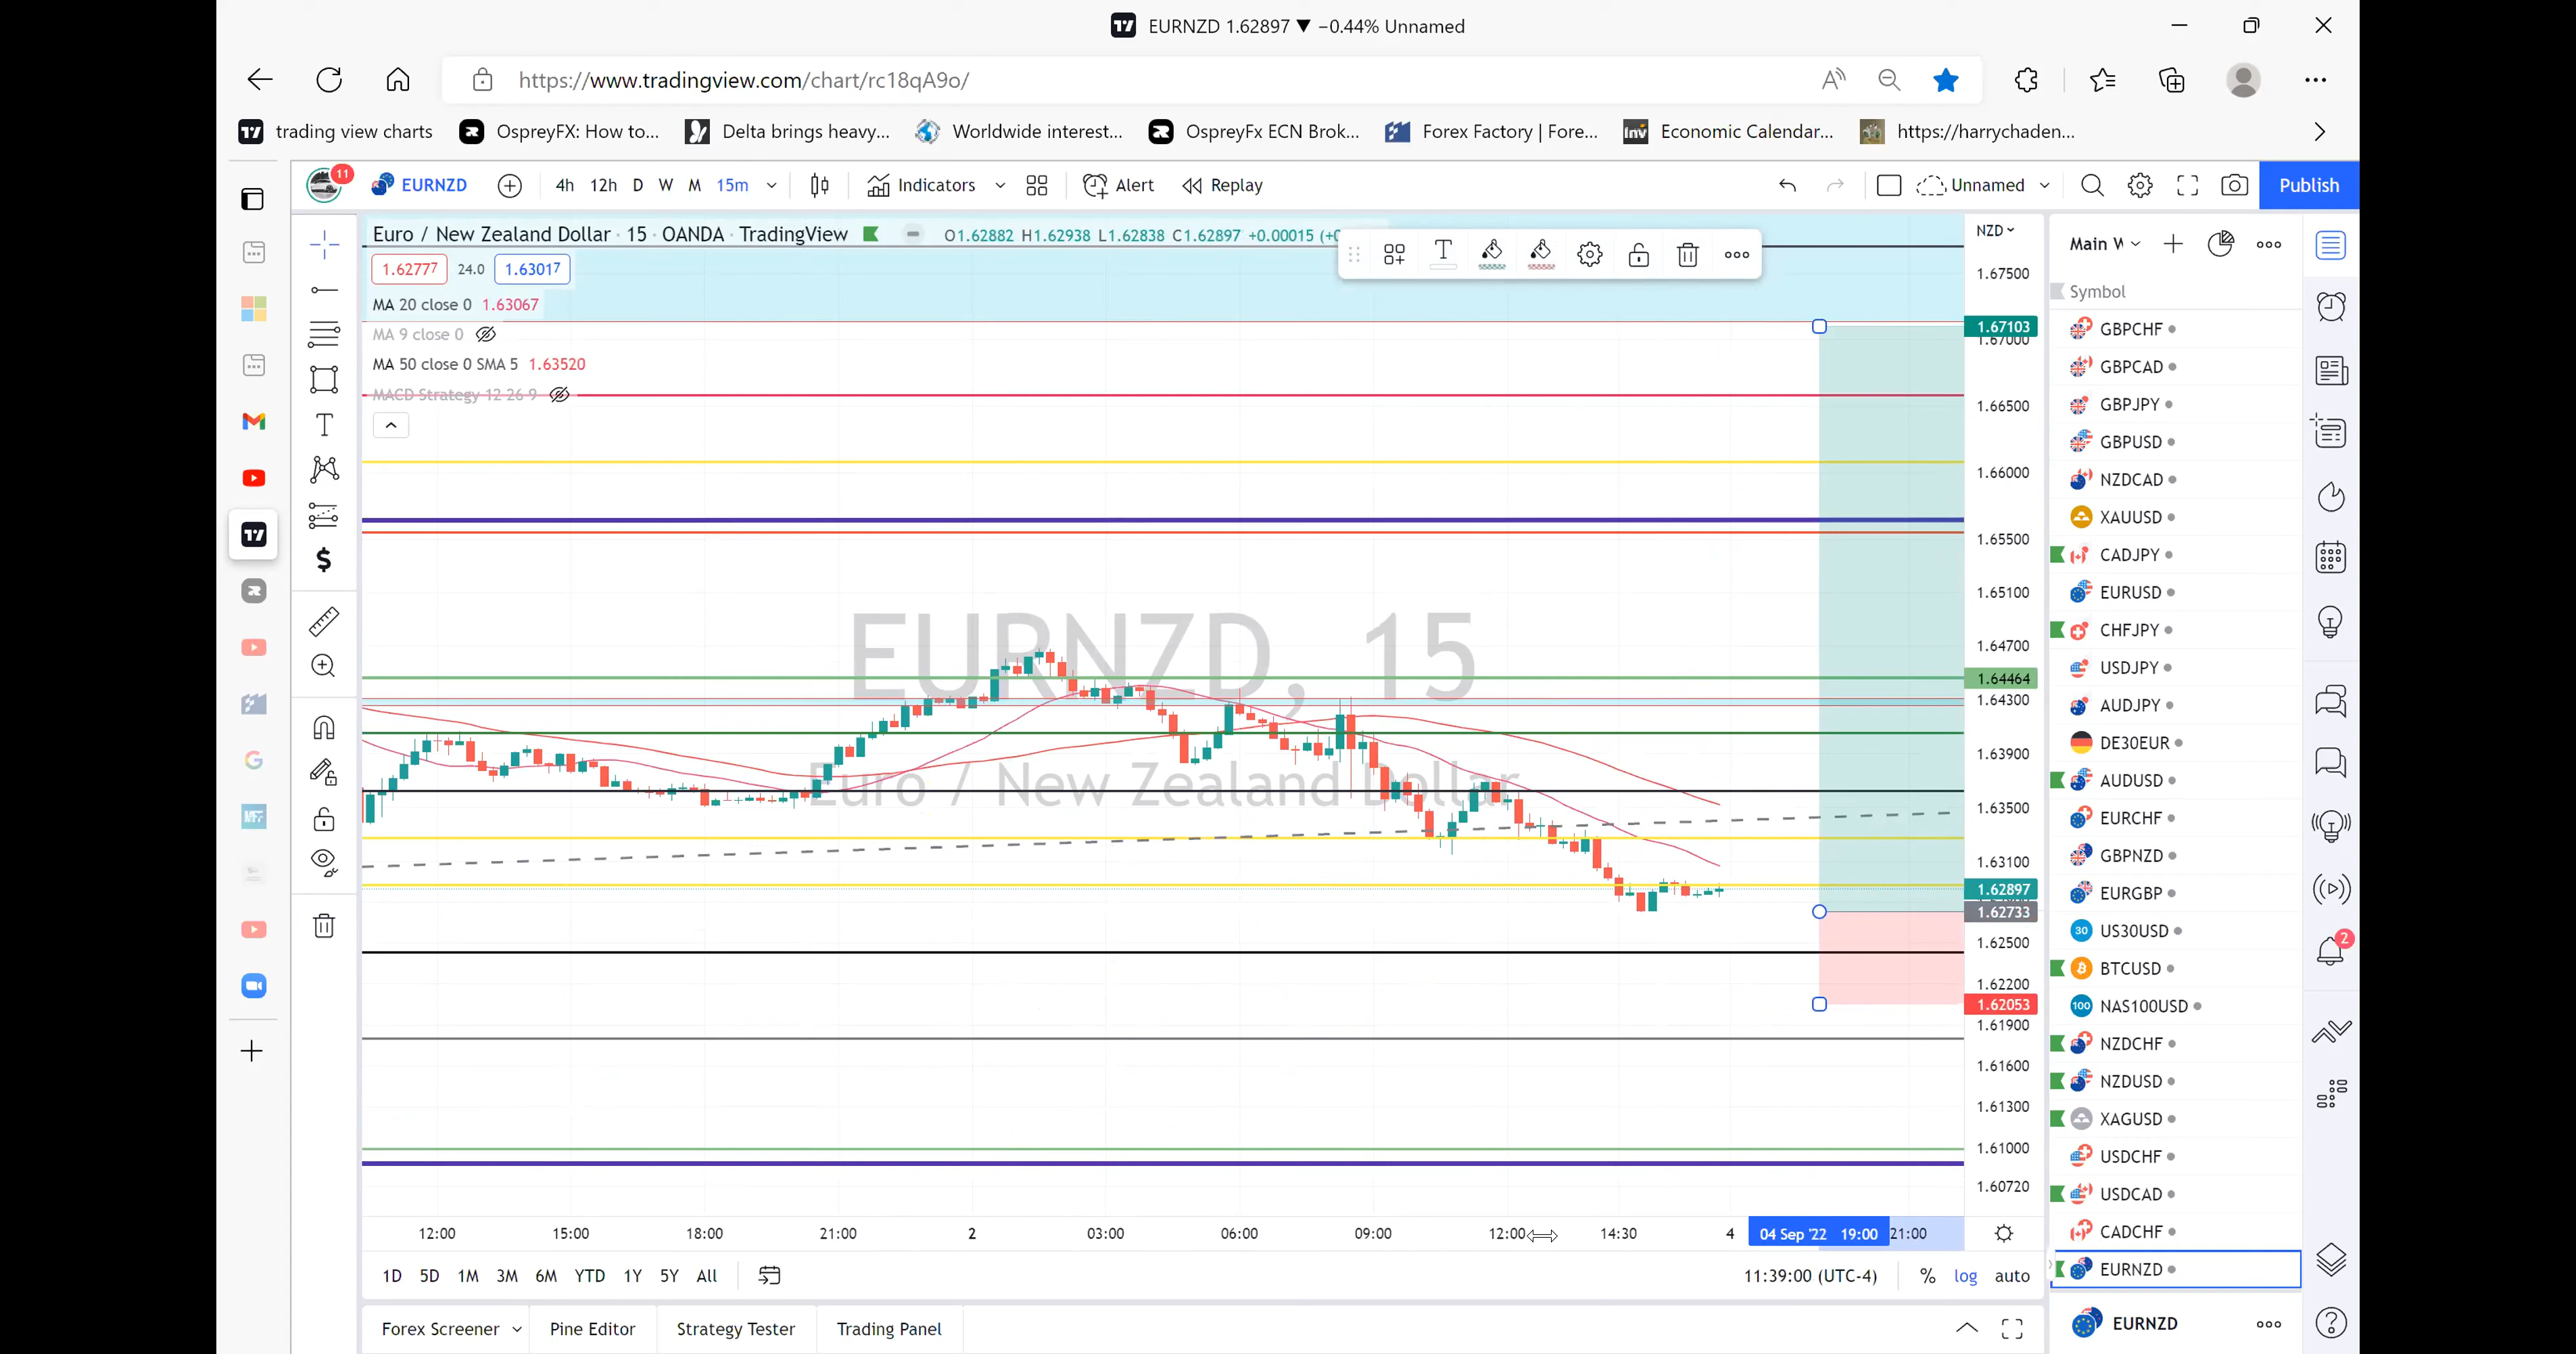 EURNZD 1.62897 ▼ −0.44% Unnamed
https://www.tradingview.com/chart/rc18qA9o/
trading view charts OspreyFX: How to... Delta brings heavy... Worldwide interest... OspreyFx ECN Brok... Forex Factory | Fore... Economic Calendar... https://harrychaden...
11 EURNZD 4h 12h D W M 15m Indicators Alert Replay Unnamed Publish
Euro / New Zealand Dollar · 15 · OANDA · TradingView O1.62882 H1.62938 L1.62838 C1.62897 +0.00015 (+0
1.62777 24.0 1.63017
MA 20 close 0 1.63067
MA 9 close 0
MA 50 close 0 SMA 5 1.63520
MACD Strategy 12 26 9
EURNZD, 15
Euro / New Zealand Dollar
NZD
1.67500
1.67103
1.67000
1.66500
1.66000
1.65500
1.65100
1.64700
1.64464
1.64300
1.63900
1.63500
1.63100
1.62897
1.62733
1.62500
1.62200
1.62053
1.61900
1.61600
1.61300
1.61000
1.60720
12:00 15:00 18:00 21:00 2 03:00 06:00 09:00 12:00 14:30 4 04 Sep '22 19:00 21:00
1D 5D 1M 3M 6M YTD 1Y 5Y All 11:39:00 (UTC-4) % log auto
Forex Screener Pine Editor Strategy Tester Trading Panel
Main
Symbol
GBPCHF
GBPCAD
GBPJPY
GBPUSD
NZDCAD
XAUUSD
CADJPY
EURUSD
CHFJPY
USDJPY
AUDJPY
DE30EUR
AUDUSD
EURCHF
GBPNZD
EURGBP
30 US30USD
BTCUSD
100 NAS100USD
NZDCHF
NZDUSD
XAGUSD
USDCHF
USDCAD
CADCHF
EURNZD
EURNZD
2